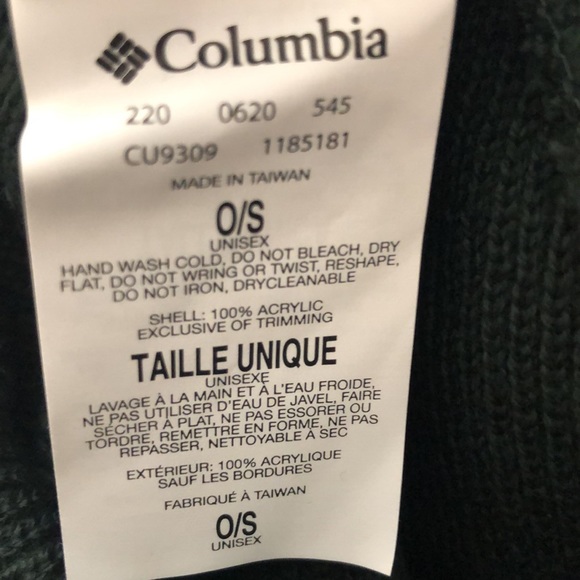 Columbia
220 0620 545
CU9309 1185181
MADE IN TAIWAN
O/S
UNISEX
HAND WASH COLD, DO NOT BLEACH, DRY
FLAT, DO NOT WRING OR TWIST, RESHAPE,
DO NOT IRON, DRYCLEANABLE
SHELL: 100% ACRYLIC
EXCLUSIVE OF TRIMMING
TAILLE UNIQUE
UNISEXE
LAVAGE À LA MAIN ET À L'EAU FROIDE,
NE PAS UTILISER D'EAU DE JAVEL, FAIRE
SÉCHER A PLAT, NE PAS ESSORER OU
TORDRE, REMETTRE EN FORME, NE PAS
REPASSER, NETTOYABLE À SEC
EXTÉRIEUR: 100% ACRYLIQUE
SAUF LES BORDURES
FABRIQUÉ À TAIWAN
O/S
UNISEX